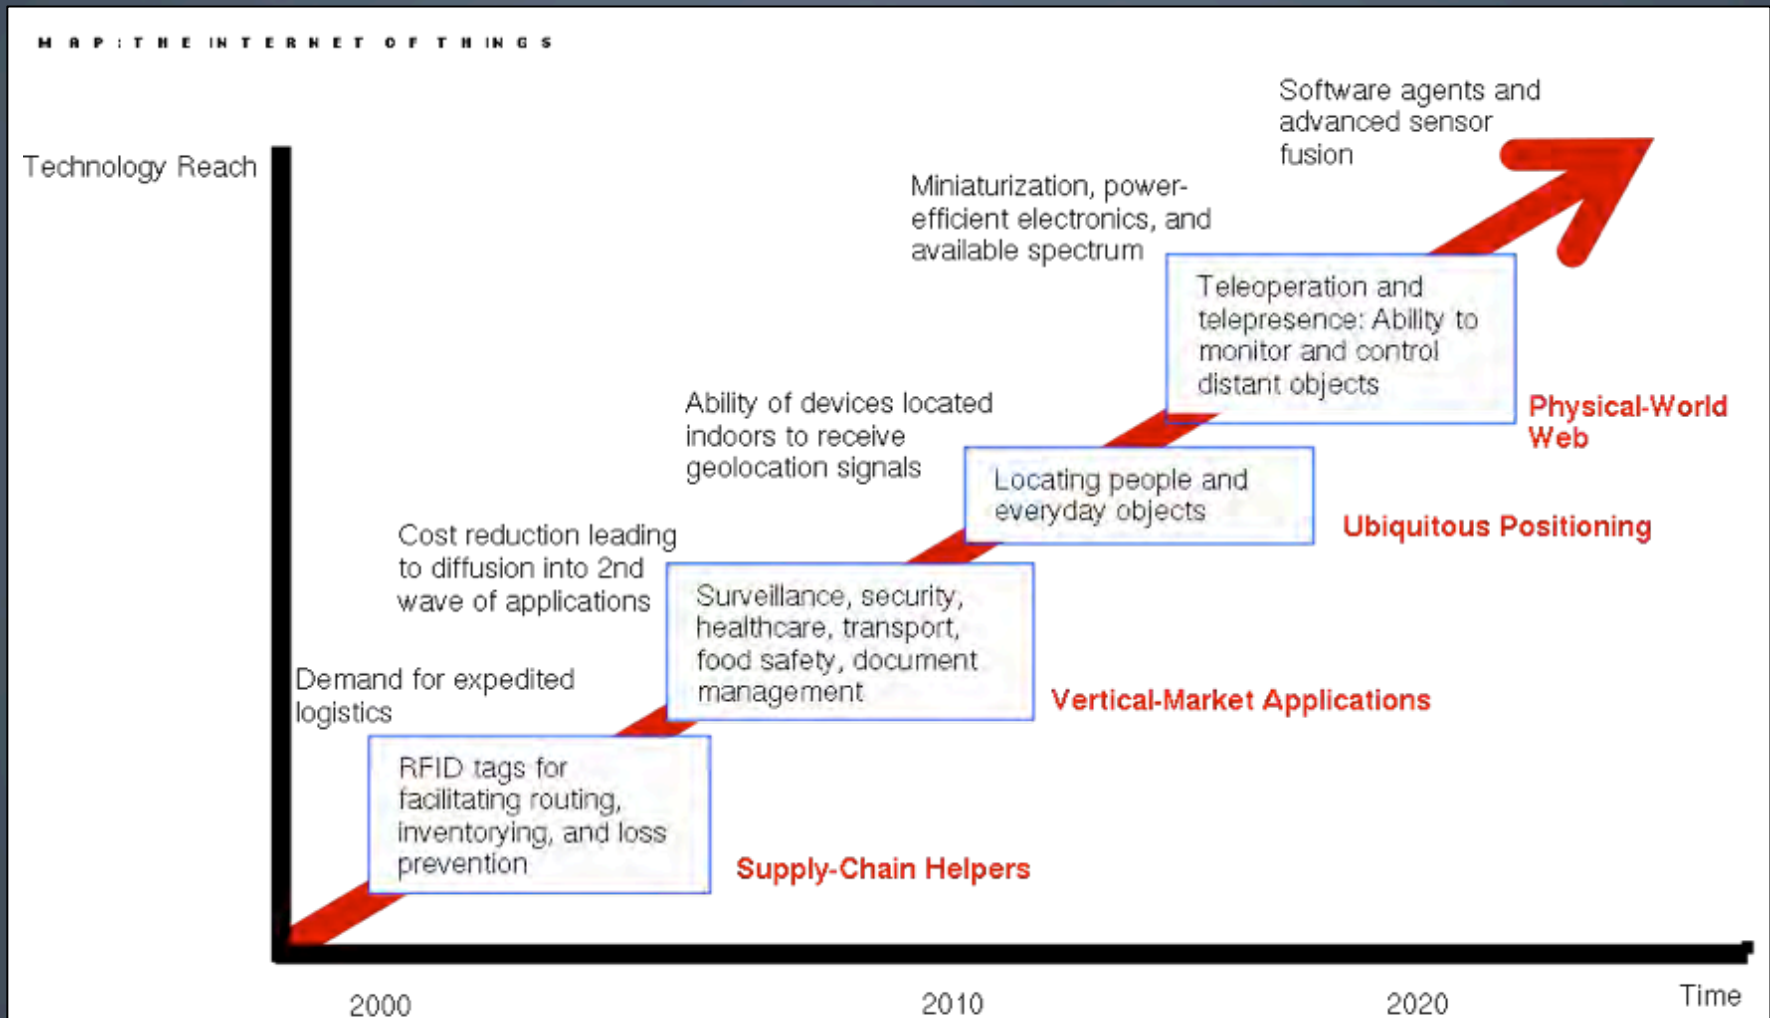 MAP: THE INTERNET OF THINGS
Technology Reach
Software agents and
advanced sensor
fusion
Miniaturization, power-
efficient electronics, and
available spectrum
Teleoperation and
telepresence: Ability to
monitor and control
distant objects
Physical-World
Web
Ability of devices located
indoors to receive
geolocation signals
Locating people and
everyday objects
Ubiquitous Positioning
Cost reduction leading
to diffusion into 2nd
wave of applications
Surveillance, security,
healthcare, transport,
food safety, document
management
Vertical-Market Applications
Demand for expedited
logistics
RFID tags for
facilitating routing,
inventorying, and loss
prevention
Supply-Chain Helpers
2000
2010
2020
Time